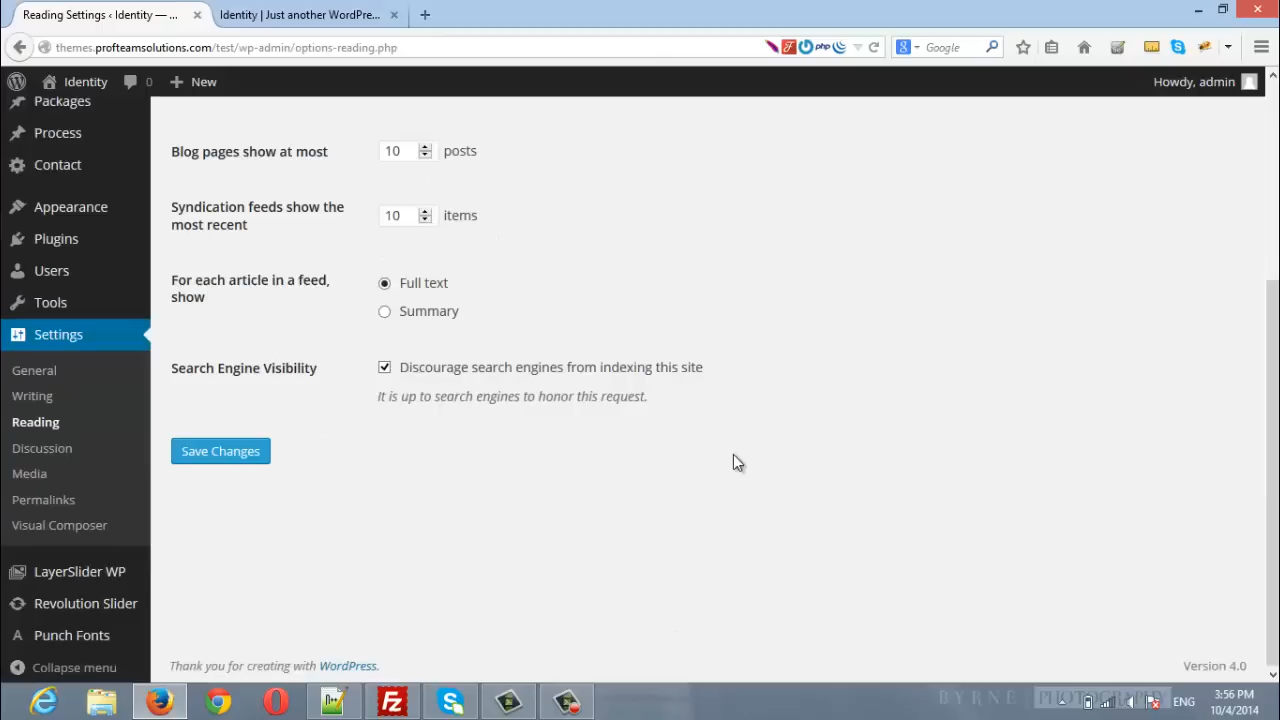 Reading Settings ‹ Identity — ...
Identity | Just another WordPre...
themes.profteamsolutions.com/test/wp-admin/options-reading.php
php
Google
Identity
0
New
Howdy, admin
Packages
Process
Contact
Appearance
Plugins
Users
Tools
Settings
General
Writing
Reading
Discussion
Media
Permalinks
Visual Composer
LayerSlider WP
Revolution Slider
Punch Fonts
Collapse menu
Blog pages show at most
10
posts
Syndication feeds show the
most recent
10
items
For each article in a feed,
show
Full text
Summary
Search Engine Visibility
Discourage search engines from indexing this site
It is up to search engines to honor this request.
Save Changes
Thank you for creating with WordPress.
Version 4.0
BYRNE PHOTOGRAPHY
ENG
3:56 PM
10/4/2014